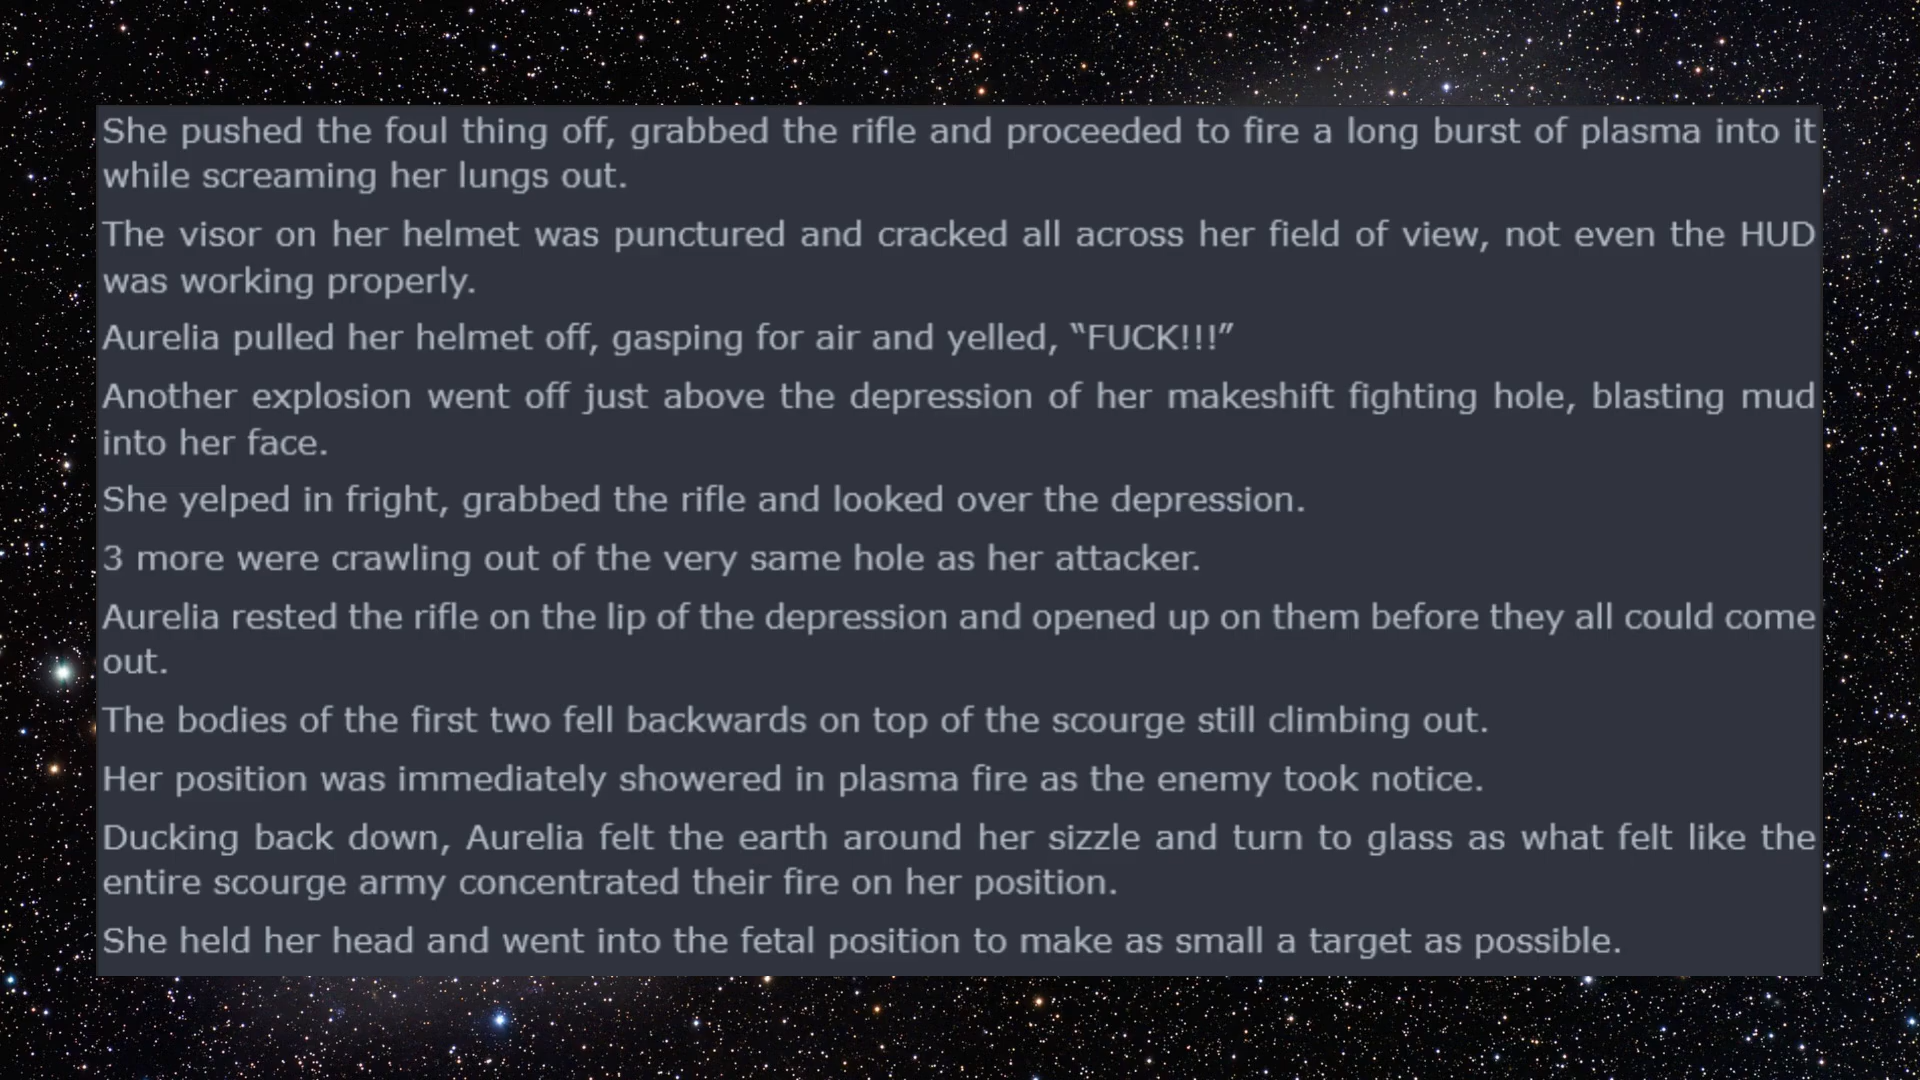 She pushed the foul thing off, grabbed the rifle and proceeded to fire a long burst of plasma into it
while screaming her lungs out.
The visor on her helmet was punctured and cracked all across her field of view, not even the HUD
was working properly.
Aurelia pulled her helmet off, gasping for air and yelled, “FUCK!!!”
Another explosion went off just above the depression of her makeshift fighting hole, blasting mud
into her face.
She yelped in fright, grabbed the rifle and looked over the depression.
3 more were crawling out of the very same hole as her attacker.
Aurelia rested the rifle on the lip of the depression and opened up on them before they all could come
out.
The bodies of the first two fell backwards on top of the scourge still climbing out.
Her position was immediately showered in plasma fire as the enemy took notice.
Ducking back down, Aurelia felt the earth around her sizzle and turn to glass as what felt like the
entire scourge army concentrated their fire on her position.
She held her head and went into the fetal position to make as small a target as possible.